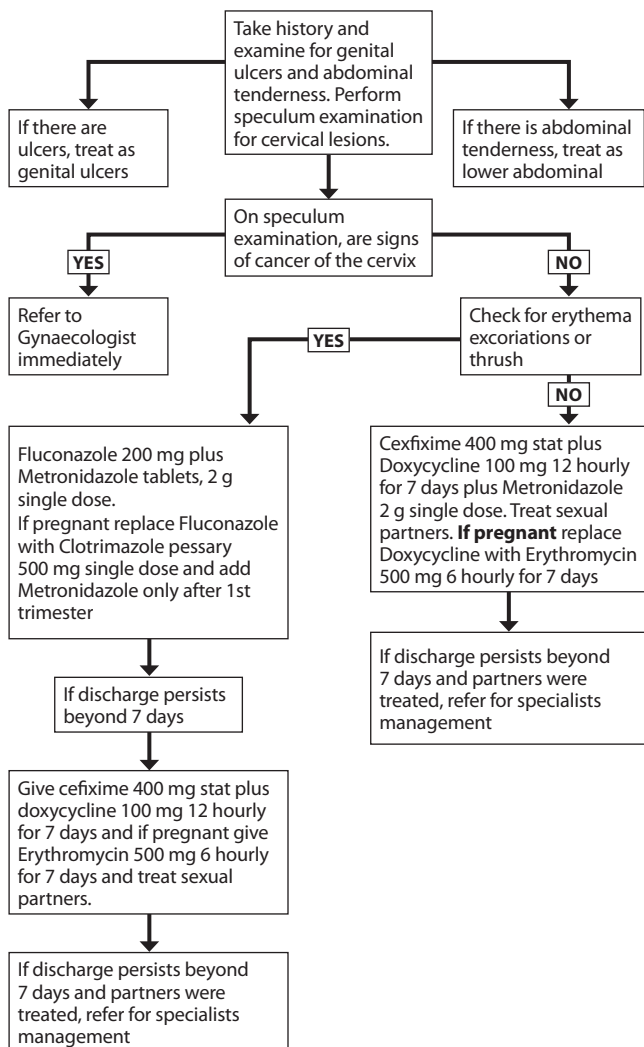 Take history and
examine for genital
ulcers and abdominal
tenderness. Perform
speculum examination
for cervical lesions.
If there are
ulcers, treat as
genital ulcers
If there is abdominal
tenderness, treat as
lower abdominal
On speculum
examination, are signs
of cancer of the cervix
YES
NO
Refer to
Gynaecologist
immediately
Check for erythema
excoriations or
thrush
YES
NO
Fluconazole 200 mg plus
Metronidazole tablets, 2 g
single dose.
If pregnant replace Fluconazole
with Clotrimazole pessary
500 mg single dose and add
Metronidazole only after 1st
trimester
Cexfixime 400 mg stat plus
Doxycycline 100 mg 12 hourly
for 7 days plus Metronidazole
2 g single dose. Treat sexual
partners. If pregnant replace
Doxycycline with Erythromycin
500 mg 6 hourly for 7 days
If discharge persists
beyond 7 days
If discharge persists beyond
7 days and partners were
treated, refer for specialists
management
Give cefixime 400 mg stat plus
doxycycline 100 mg 12 hourly
for 7 days and if pregnant give
Erythromycin 500 mg 6 hourly
for 7 days and treat sexual
partners.
If discharge persists beyond
7 days and partners were
treated, refer for specialists
management